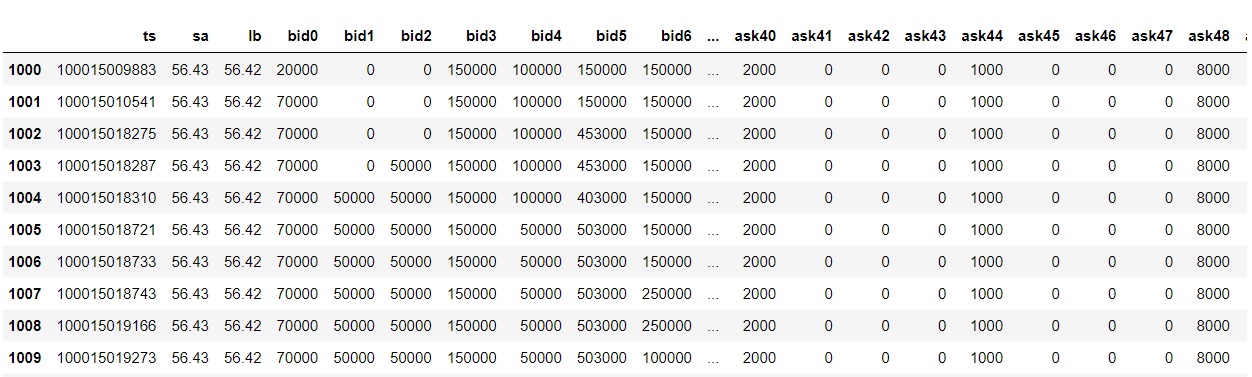 ts sa lb bid0 bid1 bid2 bid3 bid4 bid5 bid6 ... ask40 ask41 ask42 ask43 ask44 ask45 ask46 ask47 ask48
1000 100015009883 56.43 56.42 20000 0 0 150000 100000 150000 150000 ... 2000 0 0 0 1000 0 0 0 8000
1001 100015010541 56.43 56.42 70000 0 0 150000 100000 150000 150000 ... 2000 0 0 0 1000 0 0 0 8000
1002 100015018275 56.43 56.42 70000 0 0 150000 100000 453000 150000 ... 2000 0 0 0 1000 0 0 0 8000
1003 100015018287 56.43 56.42 70000 0 50000 150000 100000 453000 150000 ... 2000 0 0 0 1000 0 0 0 8000
1004 100015018310 56.43 56.42 70000 50000 50000 150000 100000 403000 150000 ... 2000 0 0 0 1000 0 0 0 8000
1005 100015018721 56.43 56.42 70000 50000 50000 150000 50000 503000 150000 ... 2000 0 0 0 1000 0 0 0 8000
1006 100015018733 56.43 56.42 70000 50000 50000 150000 50000 503000 150000 ... 2000 0 0 0 1000 0 0 0 8000
1007 100015018743 56.43 56.42 70000 50000 50000 150000 50000 503000 250000 ... 2000 0 0 0 1000 0 0 0 8000
1008 100015019166 56.43 56.42 70000 50000 50000 150000 50000 503000 250000 ... 2000 0 0 0 1000 0 0 0 8000
1009 100015019273 56.43 56.42 70000 50000 50000 150000 50000 503000 100000 ... 2000 0 0 0 1000 0 0 0 8000